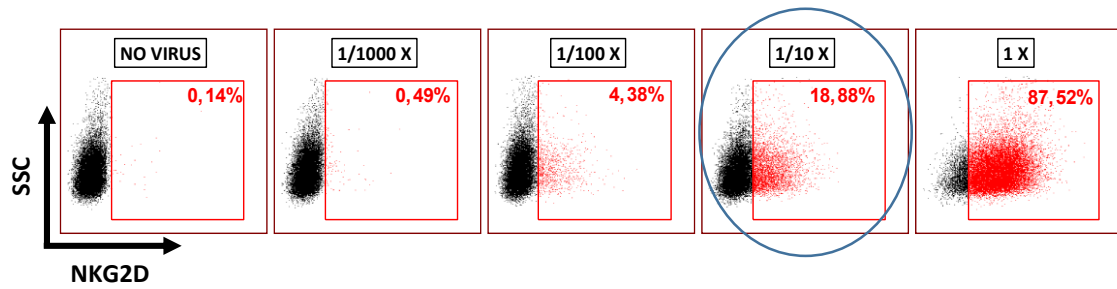 NO VIRUS
0,14%
1/1000 X
0,49%
1/100 X
4,38%
1/10 X
18,88%
1 X
87,52%
SSC
NKG2D